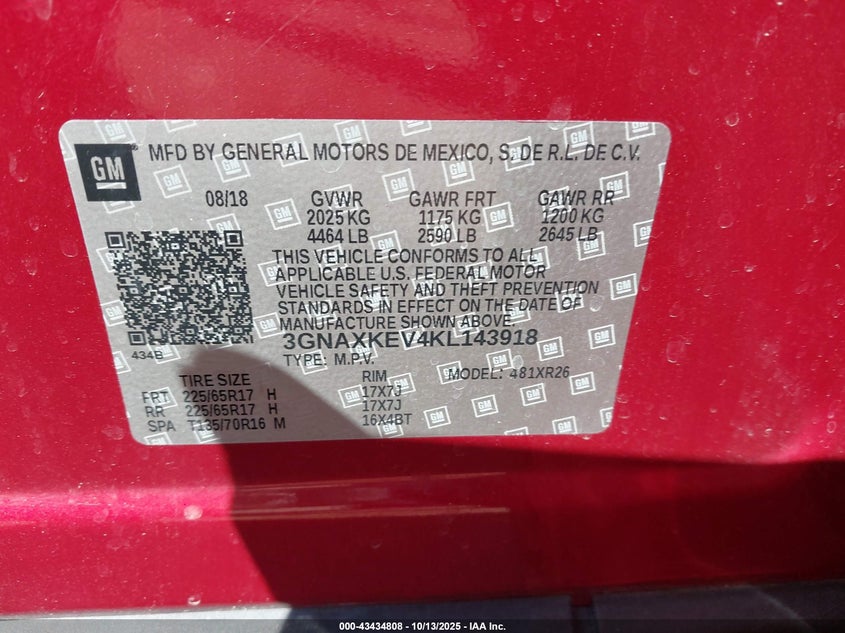 GM MFD BY GENERAL MOTORS DE MEXICO, S. DE R.L. DE C.V.
08/18 GVWR GAWR FRT GAWR RR
2025 KG 1175 KG 1200 KG
4464 LB 2590 LB 2645 LB
THIS VEHICLE CONFORMS TO ALL
APPLICABLE U.S. FEDERAL MOTOR
VEHICLE SAFETY AND THEFT PREVENTION
STANDARDS IN EFFECT ON THE DATE OF
MANUFACTURE SHOWN ABOVE.
3GNAXKEV4KL143918
434B TYPE: M.P.V. MODEL: 481XR26
TIRE SIZE RIM
FRT 225/65R17 H 17X7J
RR 225/65R17 H 17X7J
SPA T135/70R16 M 16X4BT
000-43434808 - 10/13/2025 - IAA Inc.